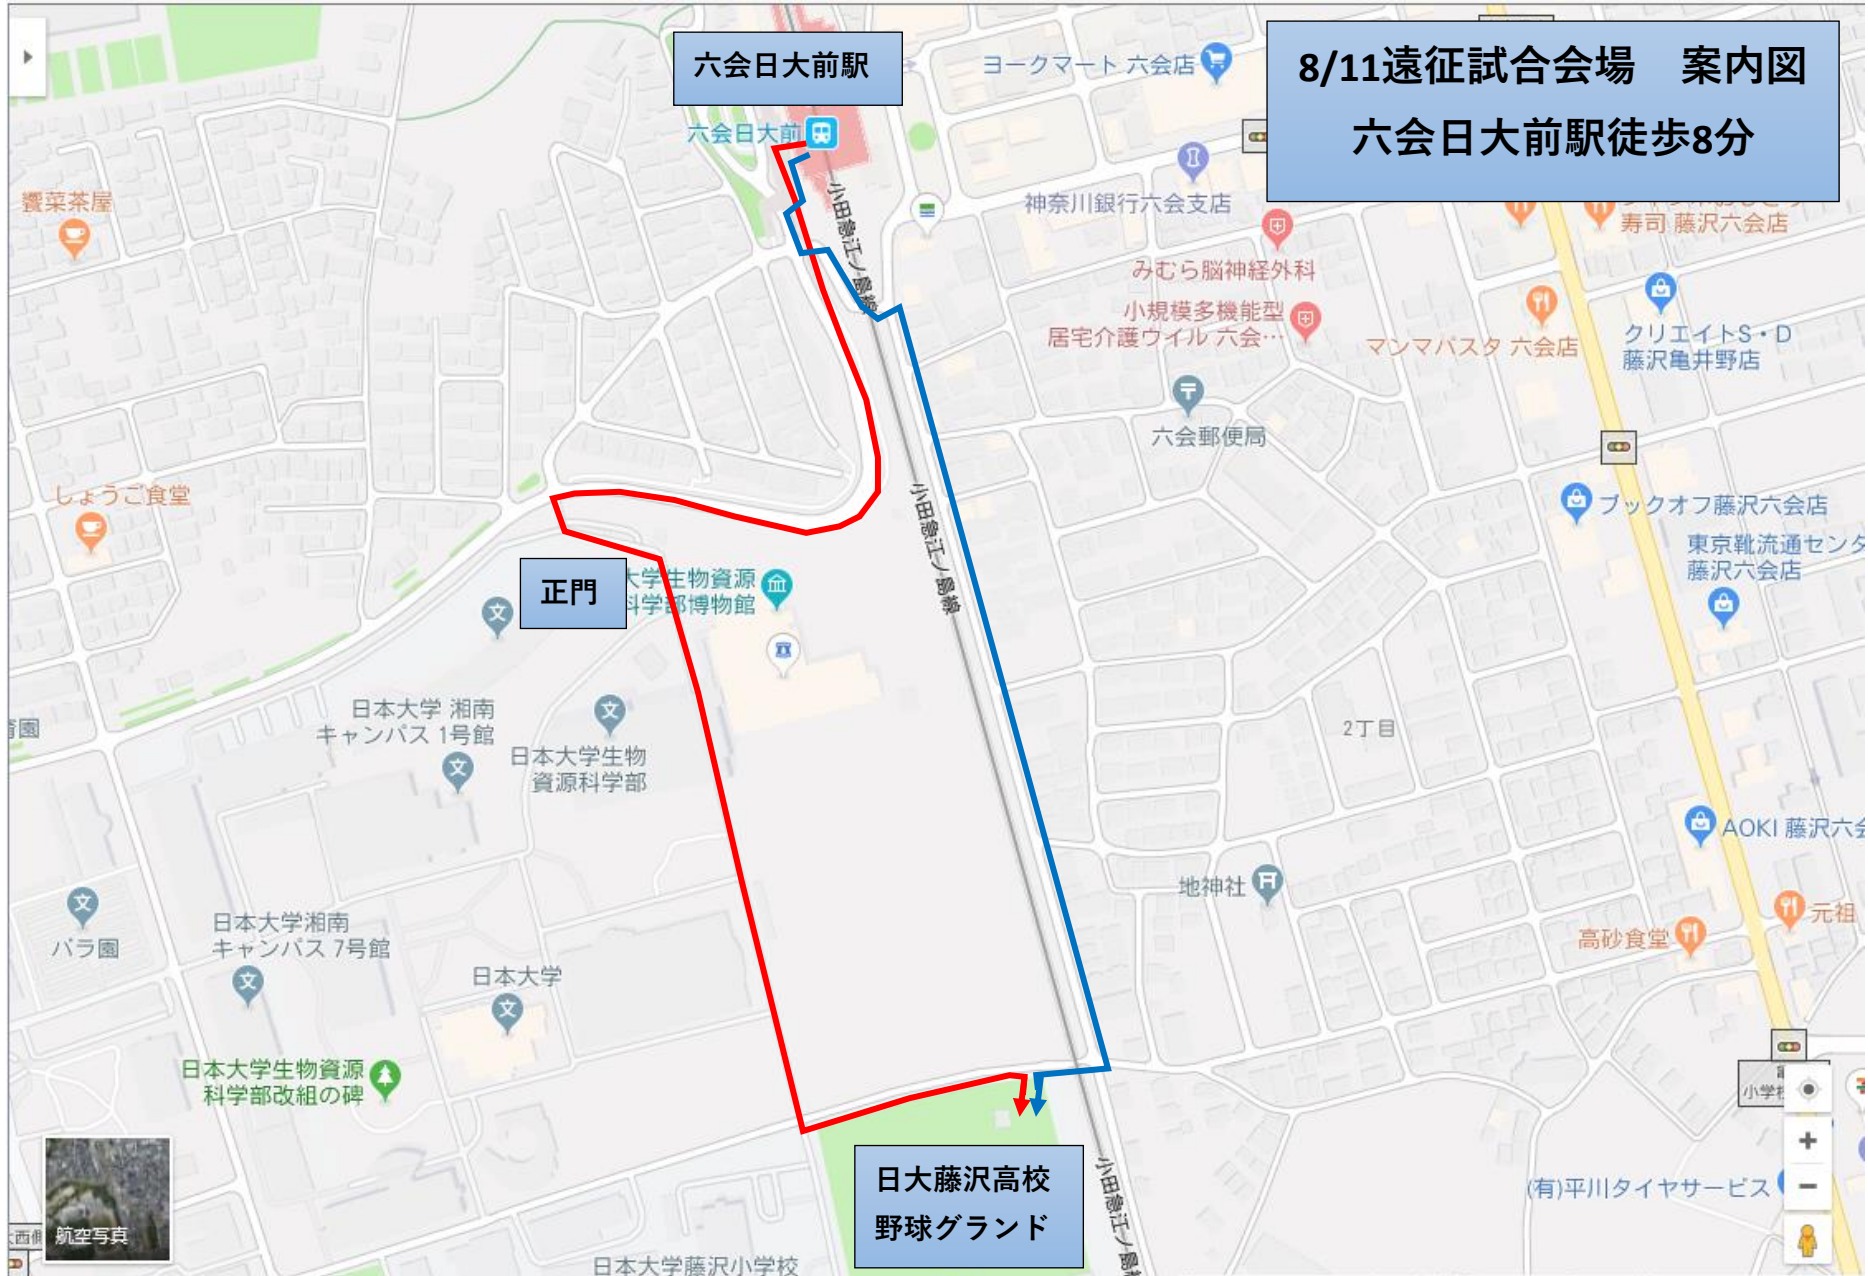 六会日大前駅
8/11遠征試合会場　案内図
六会日大前駅徒歩8分
ヨークマート 六会店
六会日大前
神奈川銀行六会支店
寿司 藤沢六会店
饗菜茶屋
小田急江ノ島線
みむら脳神経外科
小規模多機能型
居宅介護ウイル 六会…
マンマパスタ 六会店
クリエイトS・D
藤沢亀井野店
六会郵便局
しょうご食堂
ブックオフ藤沢六会店
東京靴流通センタ
藤沢六会店
小田急江ノ島線
正門
大学生物資源
科学部博物館
日本大学 湘南
キャンパス 1号館
日本大学生物
資源科学部
育園
2丁目
AOKI 藤沢六会
地神社
元祖
高砂食堂
バラ園
日本大学湘南
キャンパス 7号館
日本大学
日本大学生物資源
科学部改組の碑
小学校
日大藤沢高校
野球グランド
小田急江ノ島線
(有)平川タイヤサービス
航空写真
西側
日本大学藤沢小学校